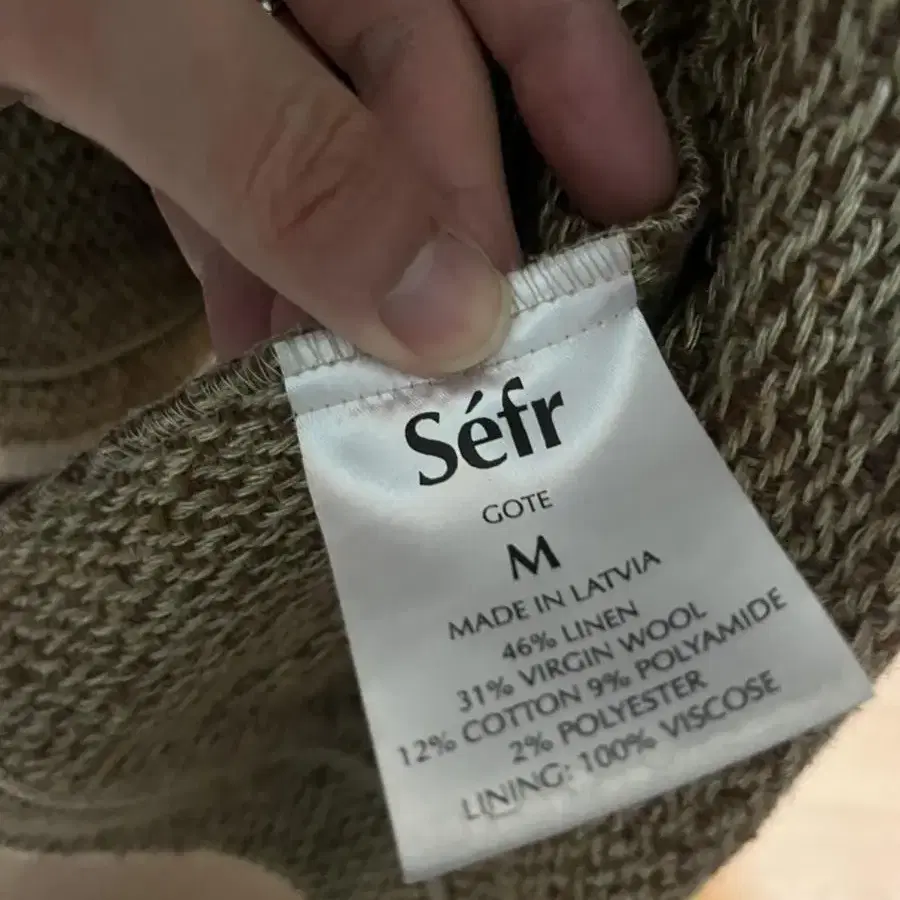 Séfr
GOTE
M
MADE IN LATVIA
46% LINEN
31% VIRGIN WOOL
12% COTTON 9% POLYAMIDE
2% POLYESTER
LINING: 100% VISCOSE